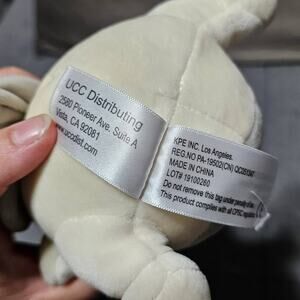 UCC Distributing
2580 Pioneer Ave. Suite A
Vista, CA 92081
www.uccdist.com
KPE INC. Los Angeles.
REG.NO PA-19502(CN)
MADE IN CHINA
LOT# 19100260
Do not remove this tag under penalty of
This product complies with all CPSC